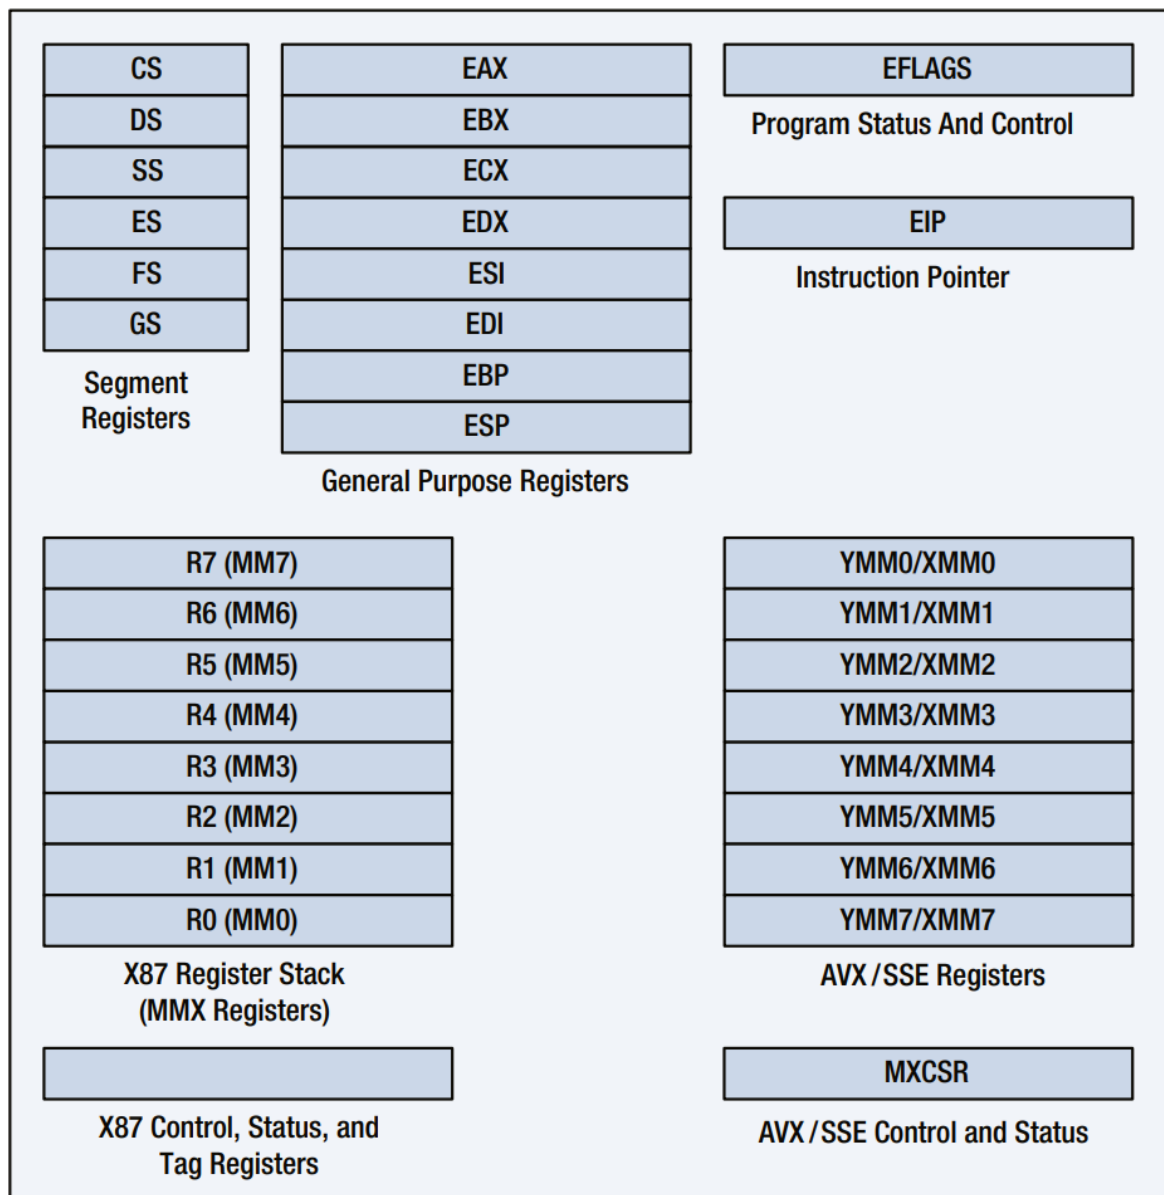 CS
DS
SS
ES
FS
GS
Segment
Registers
EAX
EBX
ECX
EDX
ESI
EDI
EBP
ESP
General Purpose Registers
EFLAGS
Program Status And Control
EIP
Instruction Pointer
R7 (MM7)
R6 (MM6)
R5 (MM5)
R4 (MM4)
R3 (MM3)
R2 (MM2)
R1 (MM1)
R0 (MM0)
X87 Register Stack
(MMX Registers)
YMM0/XMM0
YMM1/XMM1
YMM2/XMM2
YMM3/XMM3
YMM4/XMM4
YMM5/XMM5
YMM6/XMM6
YMM7/XMM7
AVX/SSE Registers
X87 Control, Status, and
Tag Registers
MXCSR
AVX/SSE Control and Status